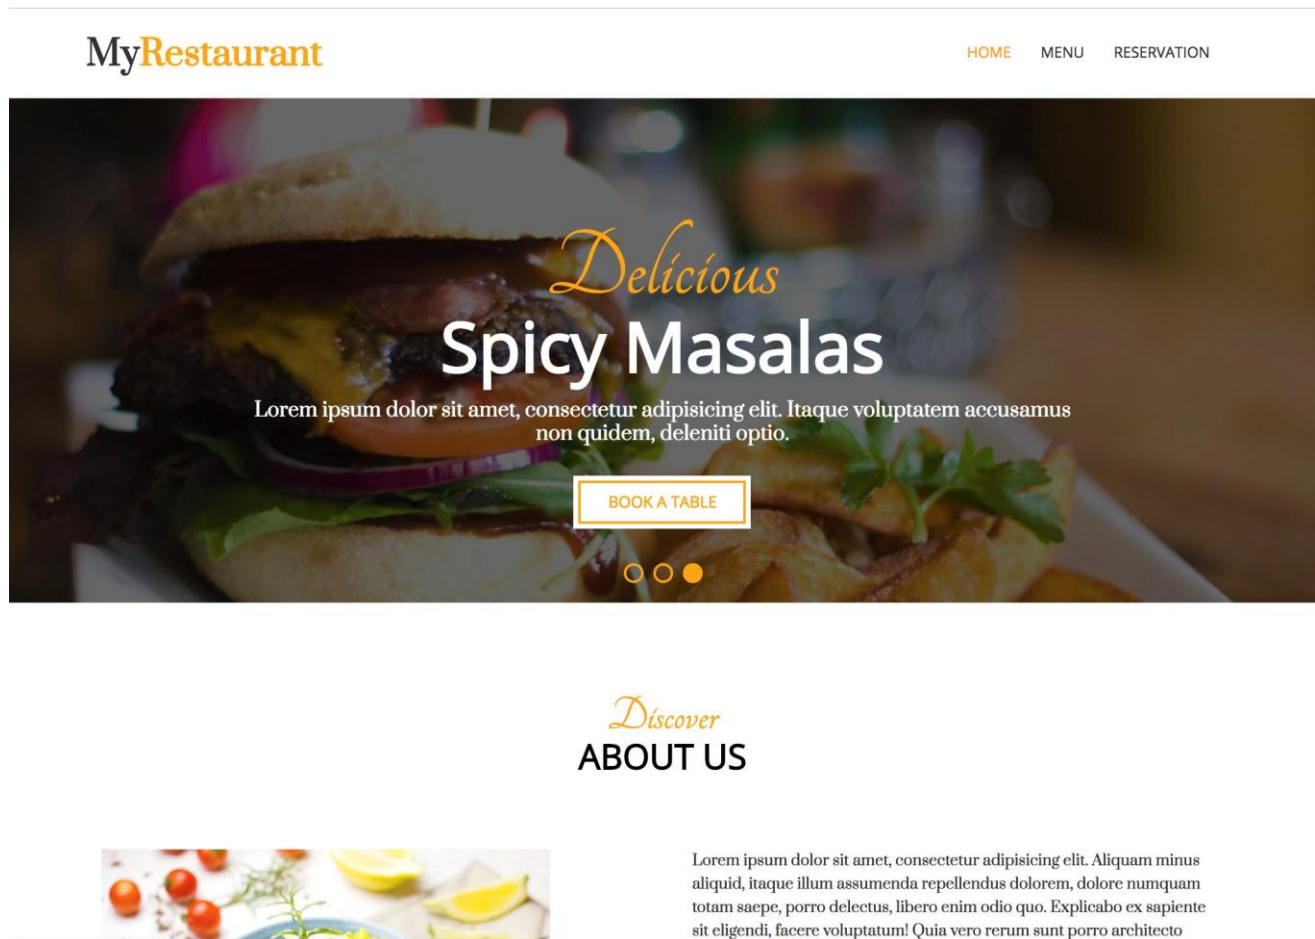 MyRestaurant
HOME MENU RESERVATION
Delicious
Spicy Masalas
Lorem ipsum dolor sit amet, consectetur adipisicing elit. Itaque voluptatem accusamus
non quidem, deleniti optio.
BOOK A TABLE
Discover
ABOUT US
Lorem ipsum dolor sit amet, consectetur adipisicing elit. Aliquam minus
aliquid, itaque illum assumenda repellendus dolorem, dolore numquam
totam saepe, porro delectus, libero enim odio quo. Explicabo ex sapiente
sit eligendi, facere voluptatum! Quia vero rerum sunt porro architecto